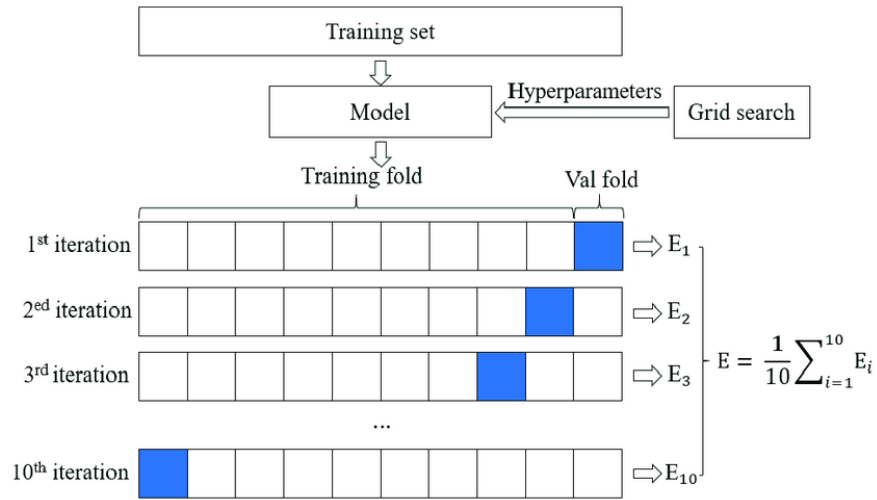 Training set
Hyperparameters
Model
Grid search
Training fold
Val fold
1st iteration
E₁
2ed iteration
E₂
3rd iteration
E₃
E = 1/10 ∑_{i=1}^{10} E_i
...
10th iteration
E₁₀